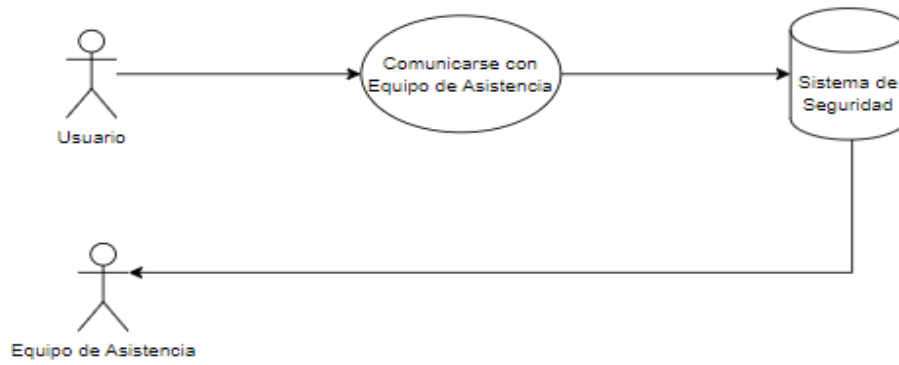 Comunicarse con
Equipo de Asistencia
Sistema de
Seguridad
Usuario
Equipo de Asistencia